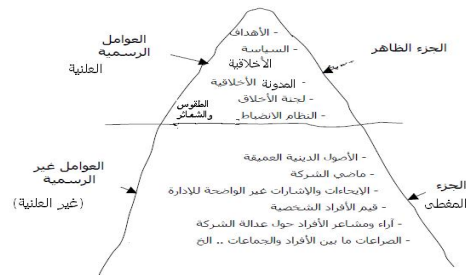 - الأهداف
- السياسة
الأخلاقية
المدونة الأخلاقية
- لجنة الأخلاق
- النظام الانضباطي
الطقوس
والشعائر
العوامل
الرسمية
العلنية
الجزء الظاهر
- الأصول الدينية العميقة
- ماضي الشركة
- الإيحاءات والإشارات غير الواضحة للإدارة
- قيم الأفراد الشخصية
- آراء ومشاعر الأفراد حول عدالة الشركة
- الصراعات ما بين الأفراد والجماعات .. الخ
العوامل غير
الرسمية
(غير العلنية)
الجزء
المغطى